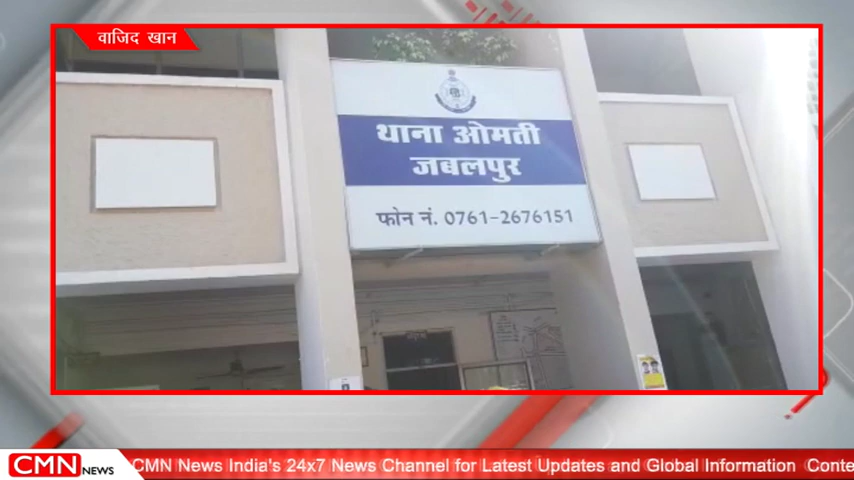 वाजिद खान
थाना ओमती
जबलपुर
फोन नं. 0761-2676151
CMN NEWS
CMN News India's 24x7 News Channel for Latest Updates and Global Information Conte